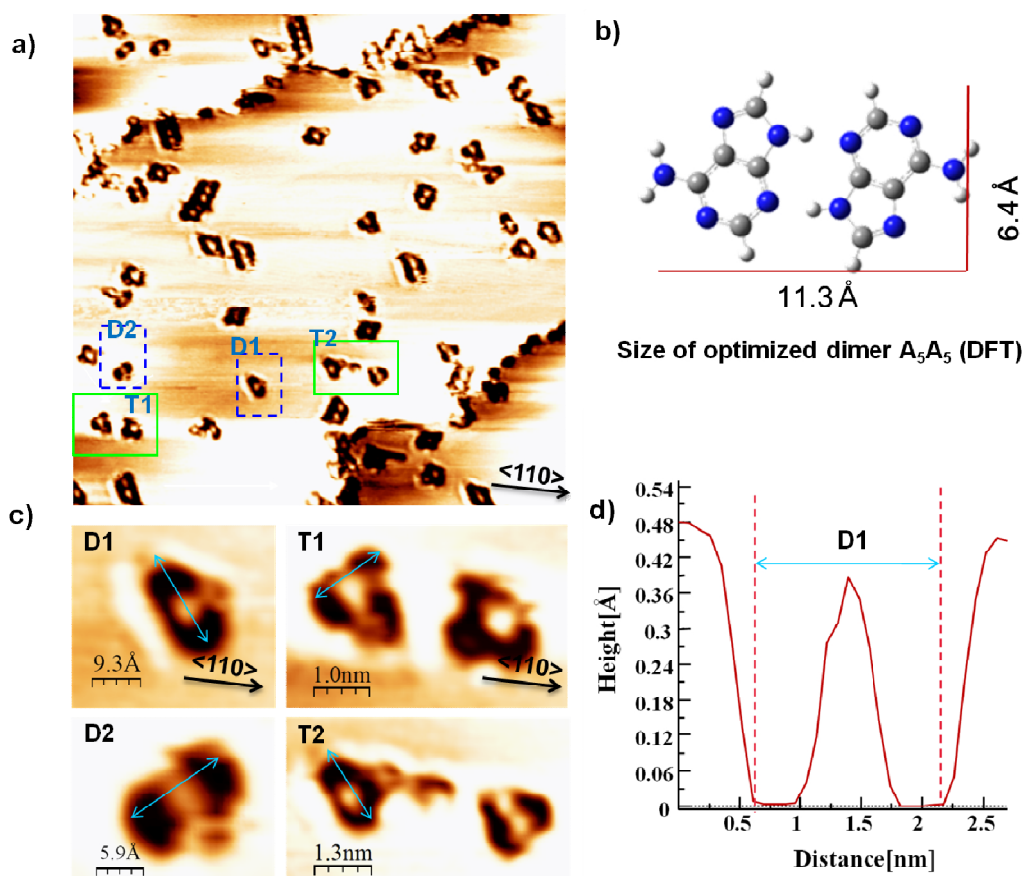 a)
D2
D1
T2
T1
<110>
b)
6.4 Å
11.3 Å
Size of optimized dimer A₅A₅ (DFT)
c)
D1
9.3Å
<110>
T1
1.0nm
<110>
D2
5.9Å
T2
1.3nm
d)
D1
Height[Å]
0.54
0.48
0.42
0.36
0.3
0.24
0.18
0.12
0.06
0
0.5
1
1.5
2
2.5
Distance[nm]